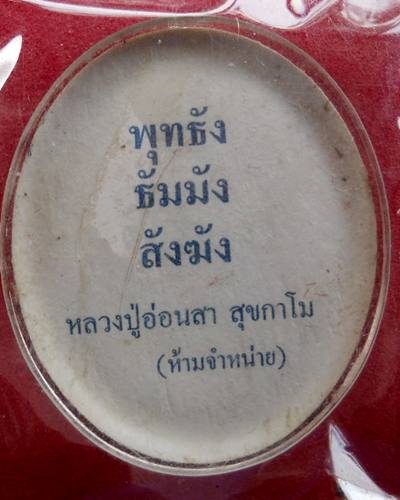 พุทธัง
ธัมมัง
สังฆัง
หลวงปู่อ่อนสา สุขกาโม
(ห้ามจำหน่าย)